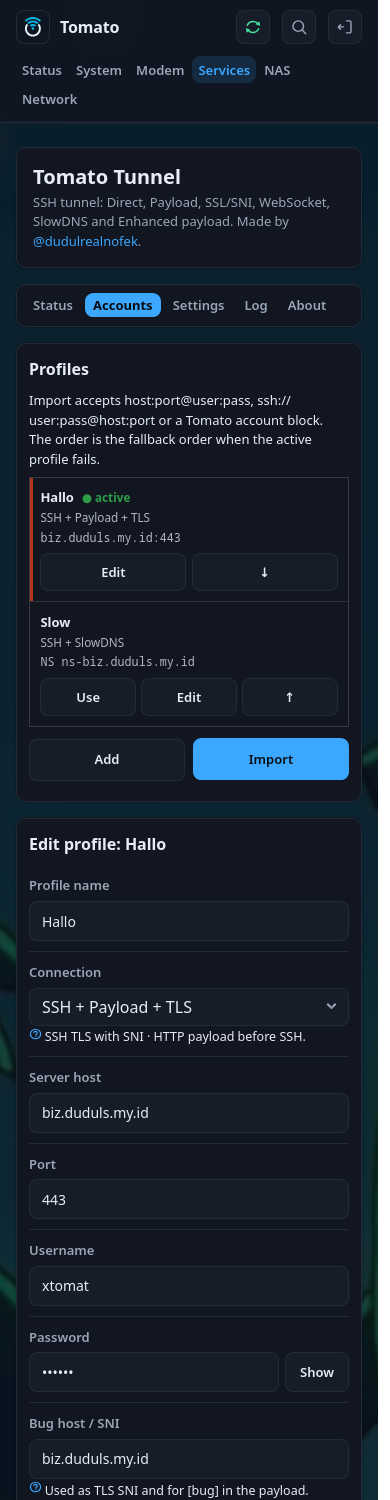 Tomato
Status System Modem Services NAS
Network
Tomato Tunnel
SSH tunnel: Direct, Payload, SSL/SNI, WebSocket,
SlowDNS and Enhanced payload. Made by
@dudulrealnofek.
Status Accounts Settings Log About
Profiles
Import accepts host:port@user:pass, ssh://
user:pass@host:port or a Tomato account block.
The order is the fallback order when the active
profile fails.
Hallo ● active
SSH + Payload + TLS
biz.duduls.my.id:443
Edit ↓
Slow
SSH + SlowDNS
NS ns-biz.duduls.my.id
Use Edit ↑
Add Import
Edit profile: Hallo
Profile name
Hallo
Connection
SSH + Payload + TLS
SSH TLS with SNI · HTTP payload before SSH.
Server host
biz.duduls.my.id
Port
443
Username
xtomat
Password
•••••• Show
Bug host / SNI
biz.duduls.my.id
Used as TLS SNI and for [bug] in the payload.